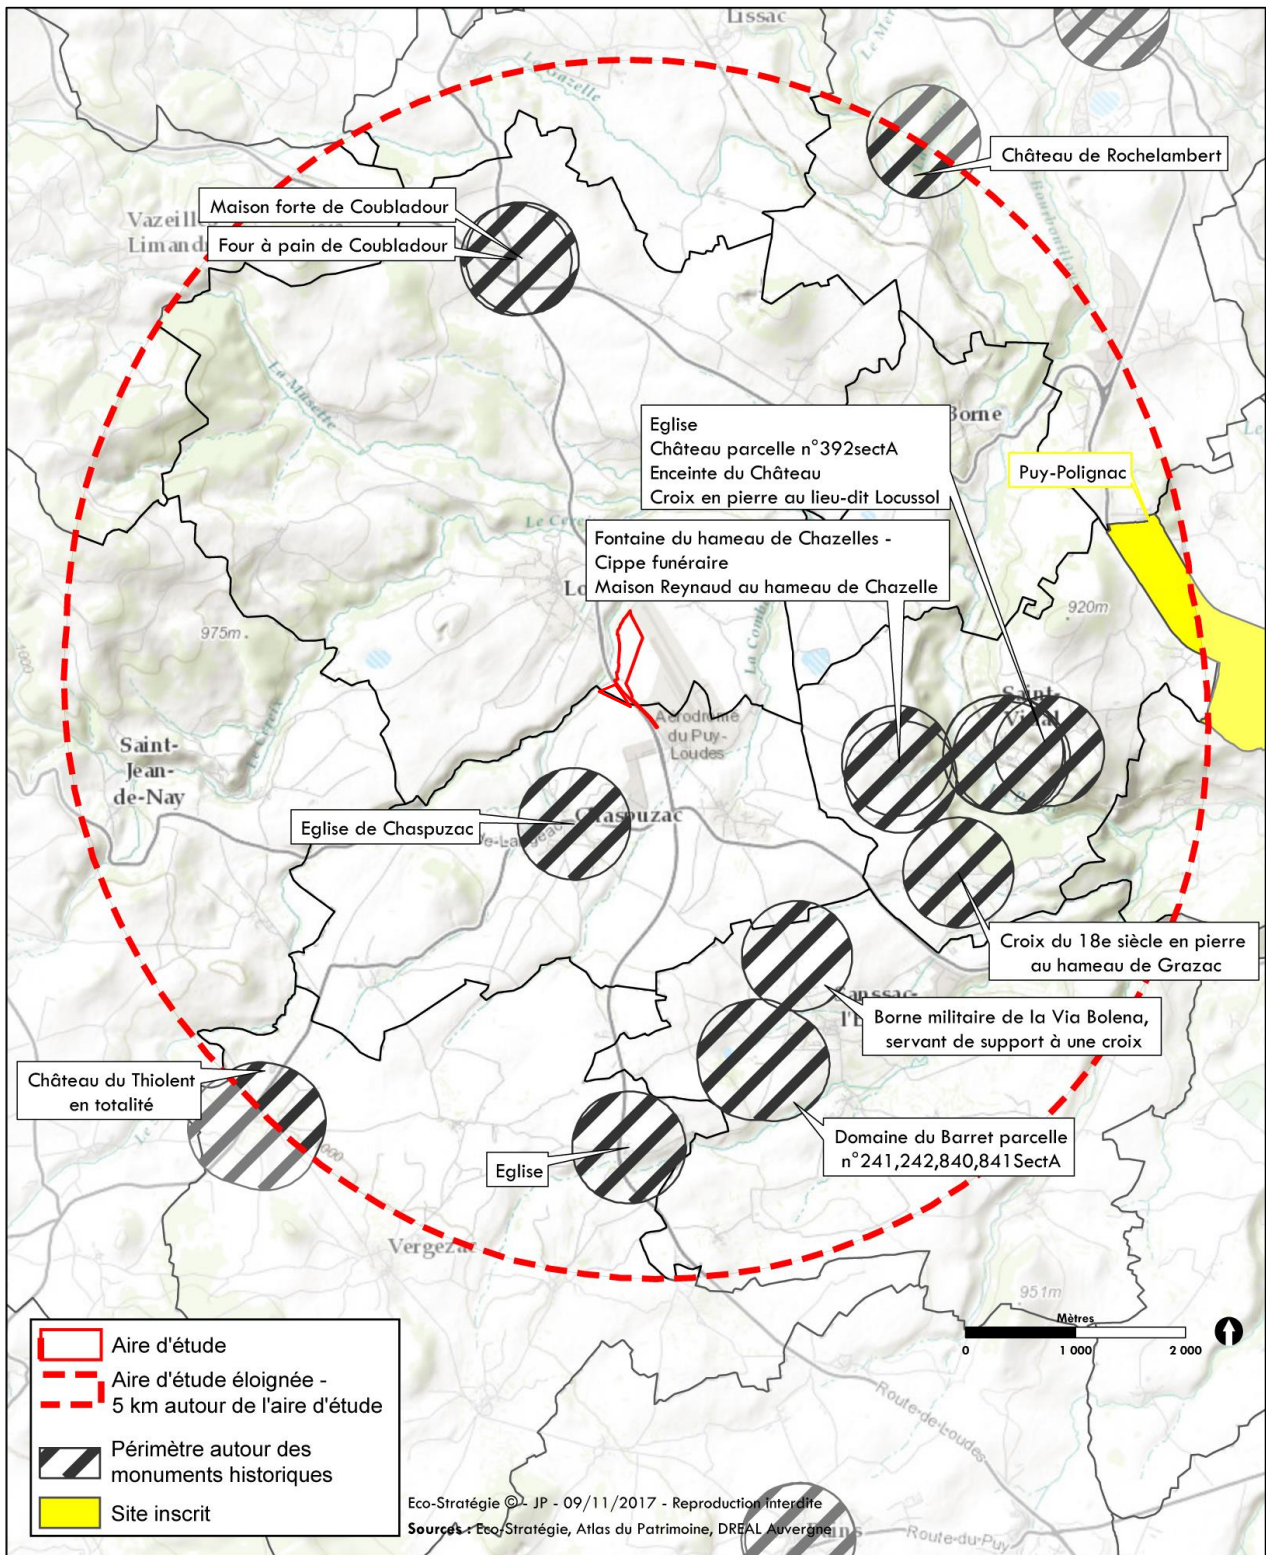 Lissac
La Gazelle
Château de Rochelambert
Maison forte de Coubladour
Four à pain de Coubladour
La Musette
Eglise
Château parcelle n°392sectA
Enceinte du Château
Croix en pierre au lieu-dit Locussol
Borne
Puy-Polignac
Fontaine du hameau de Chazelles -
Cippe funéraire
Maison Reynaud au hameau de Chazelle
920m
975m
1000
Aérodrome
du Puy-
Loudes
Saint-
Jean-
de-Nay
Eglise de Chaspuzac
Chaspuzac
Croix du 18e siècle en pierre
au hameau de Grazac
Borne militaire de la Via Bolena,
servant de support à une croix
Château du Thiolent
en totalité
Domaine du Barret parcelle
n°241,242,840,841SectA
Eglise
Vergezac
951m
Mètres
0 1 000 2 000
Aire d'étude
Aire d'étude éloignée -
5 km autour de l'aire d'étude
Périmètre autour des
monuments historiques
Site inscrit
Route-de-Loudes
Route-du-Puy
Eco-Stratégie © - JP - 09/11/2017 - Reproduction interdite
Sources : Eco-Stratégie, Atlas du Patrimoine, DREAL Auvergne